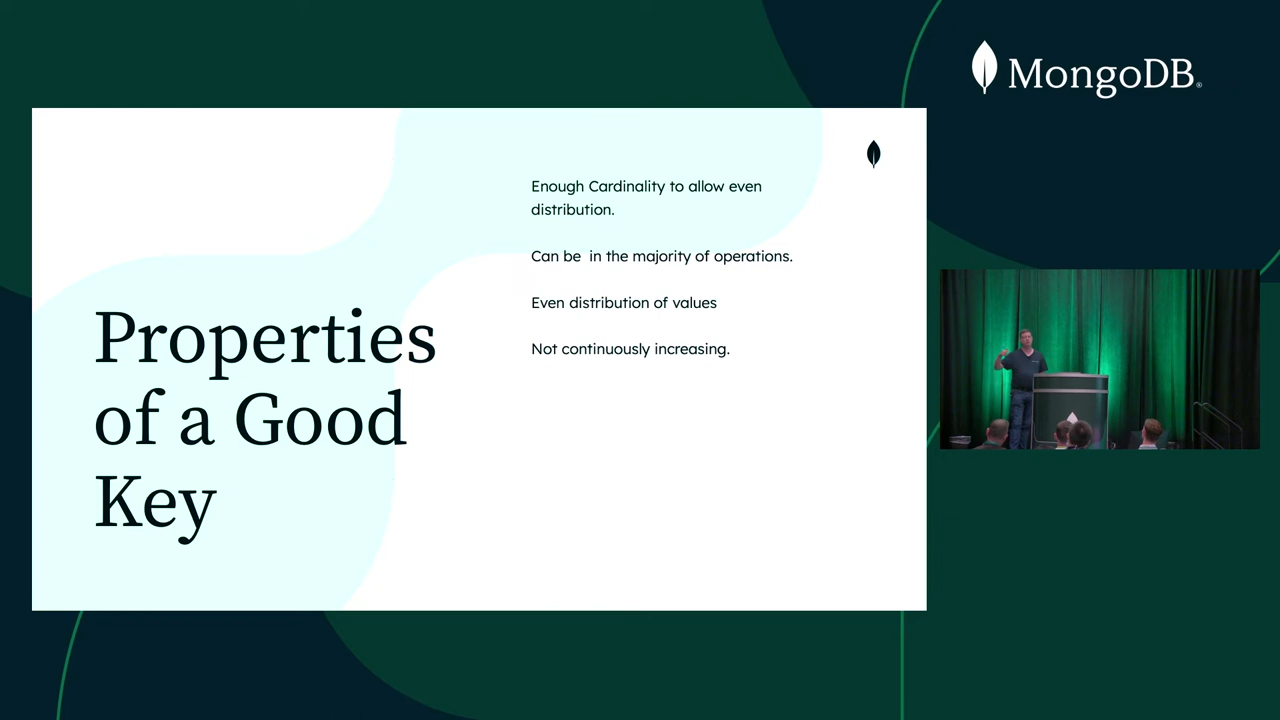 MongoDB®
Properties
of a Good
Key
Enough Cardinality to allow even
distribution.
Can be  in the majority of operations.
Even distribution of values
Not continuously increasing.